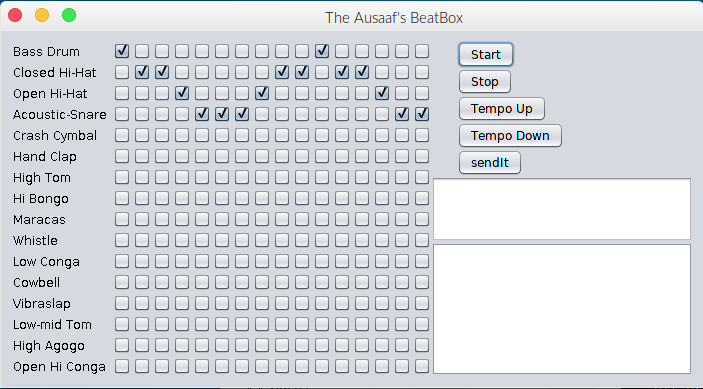 The Ausaaf's BeatBox
Bass Drum
Closed Hi-Hat
Open Hi-Hat
Acoustic-Snare
Crash Cymbal
Hand Clap
High Tom
Hi Bongo
Maracas
Whistle
Low Conga
Cowbell
Vibraslap
Low-mid Tom
High Agogo
Open Hi Conga
Start
Stop
Tempo Up
Tempo Down
sendIt